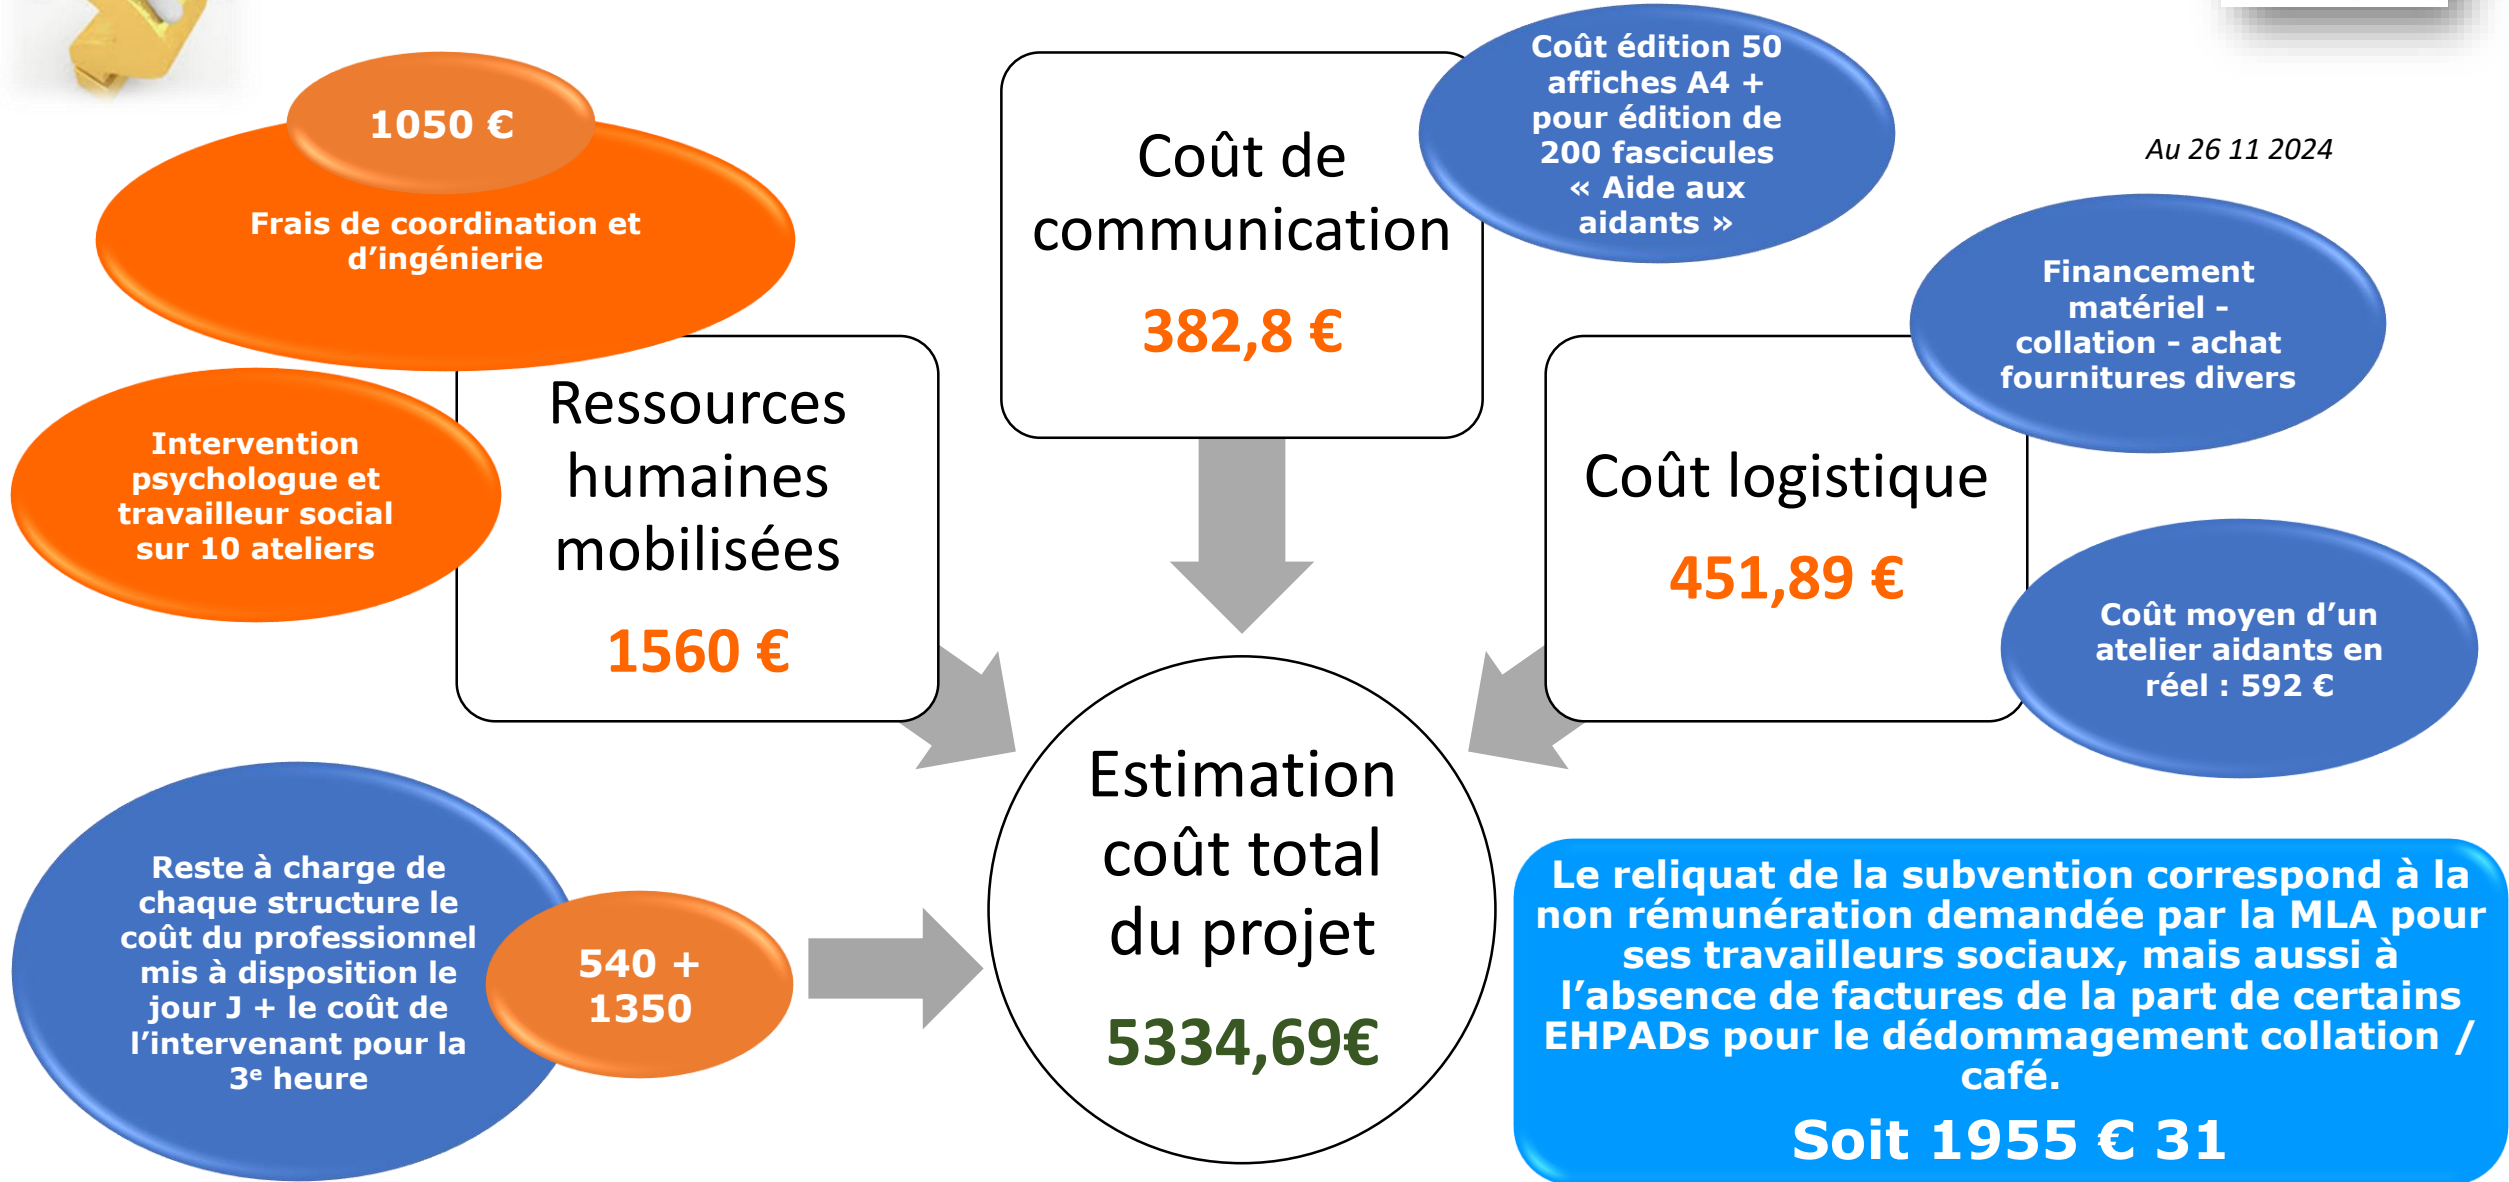 1050 €
Frais de coordination et
d’ingénierie
Intervention
psychologue et
travailleur social
sur 10 ateliers
Ressources
humaines
mobilisées
1560 €
Coût de
communication
382,8 €
Coût édition 50
affiches A4 +
pour édition de
200 fascicules
« Aide aux
aidants »
Au 26 11 2024
Financement
matériel -
collation - achat
fournitures divers
Coût logistique
451,89 €
Coût moyen d’un
atelier aidants en
réel : 592 €
Reste à charge de
chaque structure le
coût du professionnel
mis à disposition le
jour J + le coût de
l’intervenant pour la
3e heure
540 +
1350
Estimation
coût total
du projet
5334,69€
Le reliquat de la subvention correspond à la
non rémunération demandée par la MLA pour
ses travailleurs sociaux, mais aussi à
l’absence de factures de la part de certains
EHPADs pour le dédommagement collation /
café.
Soit 1955 € 31